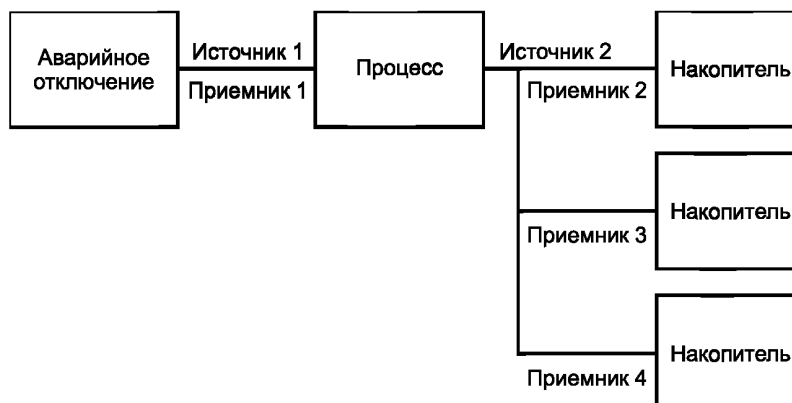 Аварийное
отключение
Источник 1
Приемник 1
Процесс
Источник 2
Приемник 2
Накопитель
Приемник 3
Накопитель
Приемник 4
Накопитель